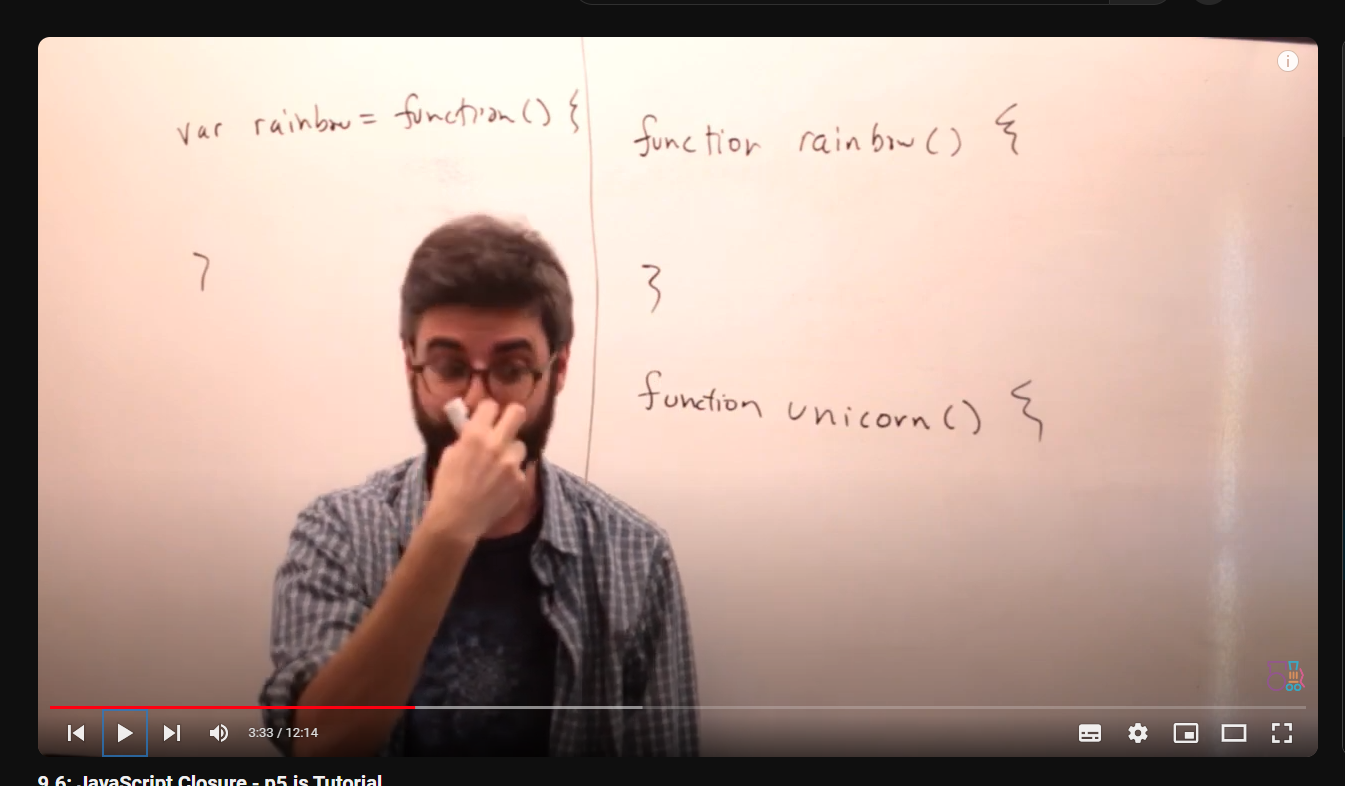 var rainbow = function() {
}
function rainbow() {
}
function unicorn() {
3:33 / 12:14
9.6: JavaScript Closure - p5.js Tutorial